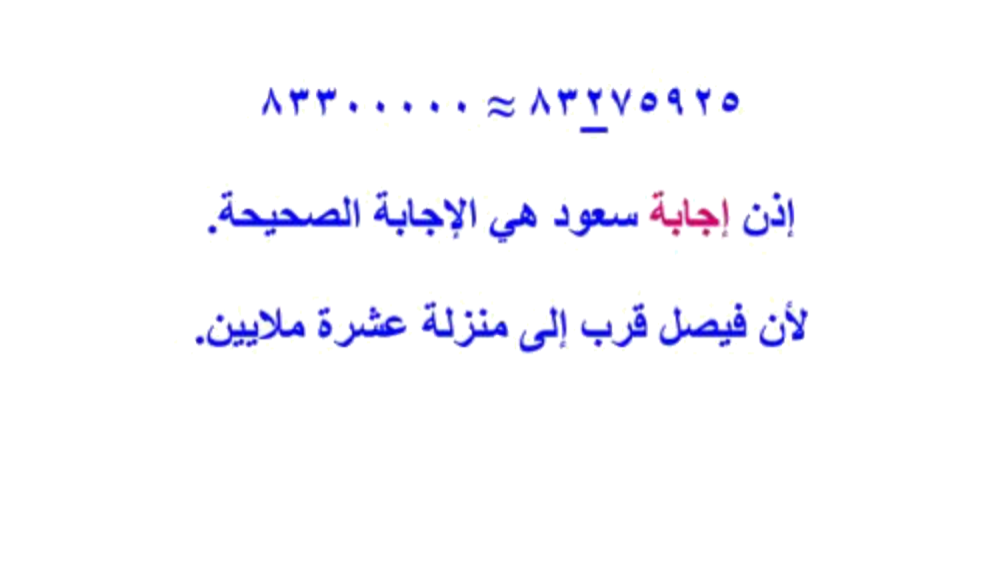 ٨٣٢٧٥٩٢٥ ≈ ٨٣٣٠٠٠٠٠
إذن إجابة سعود هي الإجابة الصحيحة.
لأن فيصل قرب إلى منزلة عشرة ملايين.